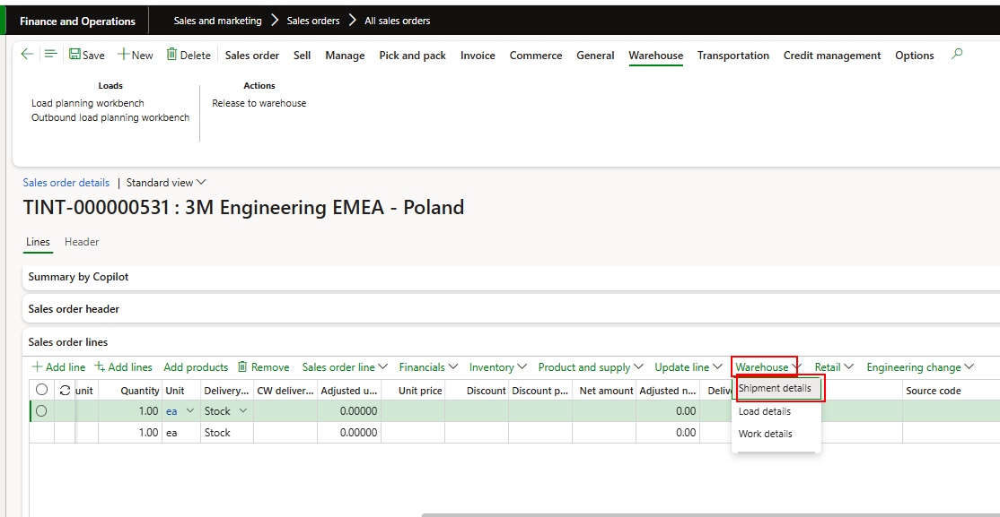 Finance and Operations Sales and marketing Sales orders All sales orders
Save New Delete Sales order Sell Manage Pick and pack Invoice Commerce General Warehouse Transportation Credit management Options
Loads Actions
Load planning workbench Release to warehouse
Outbound load planning workbench
Sales order details | Standard view
TINT-000000531 : 3M Engineering EMEA - Poland
Lines Header
Summary by Copilot
Sales order header
Sales order lines
Add line Add lines Add products Remove Sales order line Financials Inventory Product and supply Update line Warehouse Retail Engineering change
unit Quantity Unit Delivery... CW deliver... Adjusted u... Unit price Discount Discount p... Net amount Adjusted n... Source code
Shipment details
1.00 ea Stock 0.00000 0.00
Load details
1.00 ea Stock 0.00000 0.00
Work details